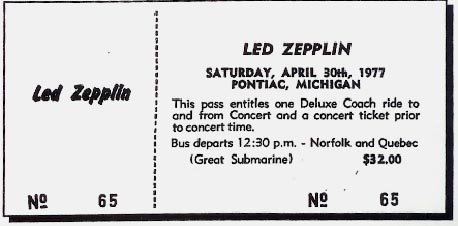 Led Zepplin
Nº 65
LED ZEPPLIN
SATURDAY, APRIL 30th, 1977
PONTIAC, MICHIGAN
This pass entitles one Deluxe Coach ride to
and from Concert and a concert ticket prior
to concert time.
Bus departs 12:30 p.m. - Norfolk and Quebec
(Great Submarine) $32.00
Nº 65